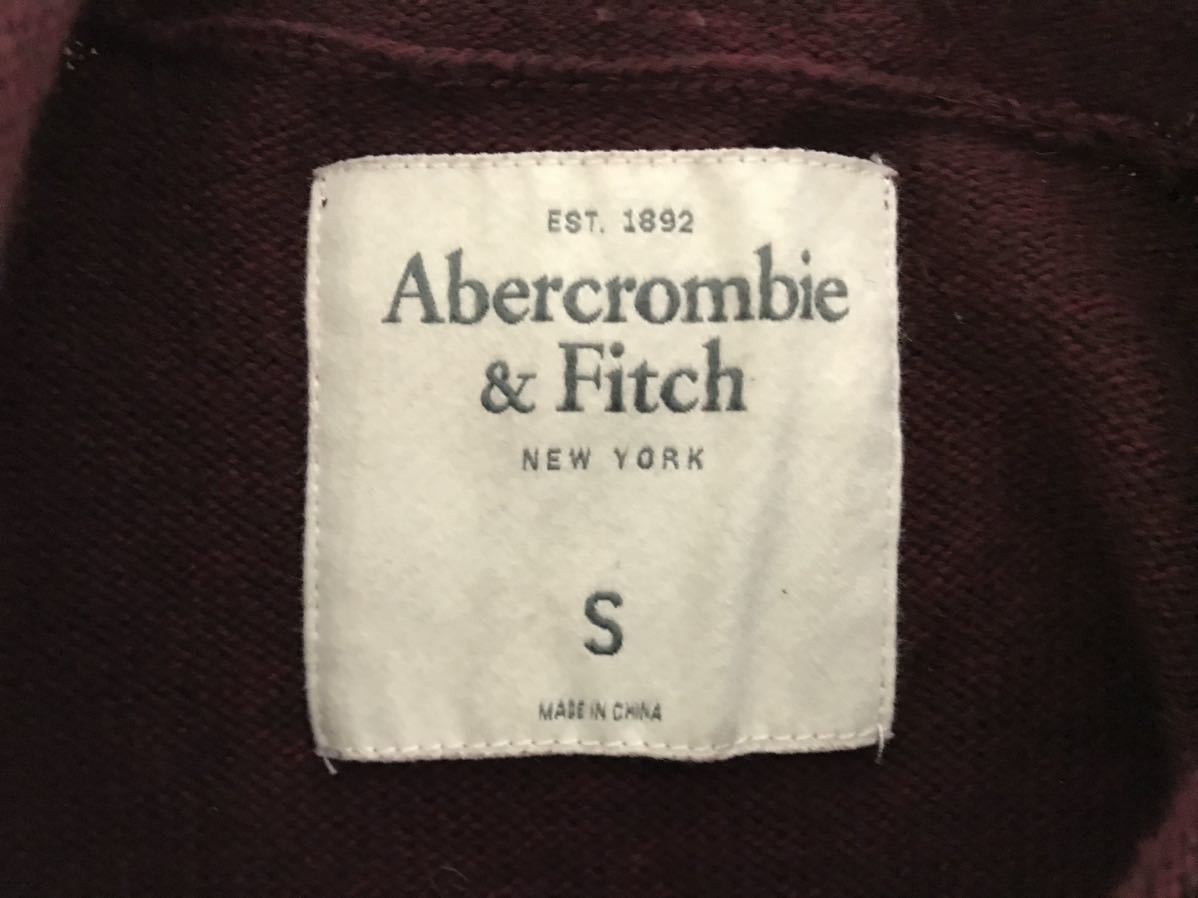 EST. 1892
Abercrombie
& Fitch
NEW YORK
S
MADE IN CHINA